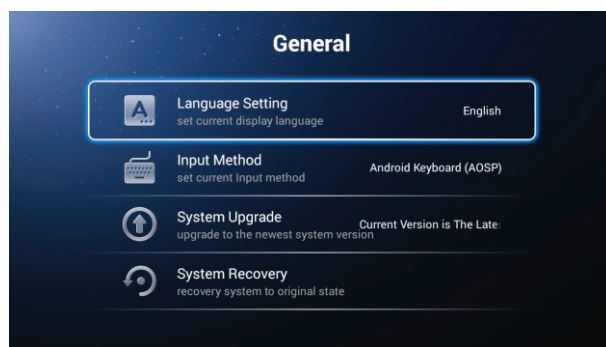 General
Language Setting
set current display language
English
Input Method
set current Input method
Android Keyboard (AOSP)
System Upgrade
upgrade to the newest system version
Current Version is The Late
System Recovery
recovery system to original state